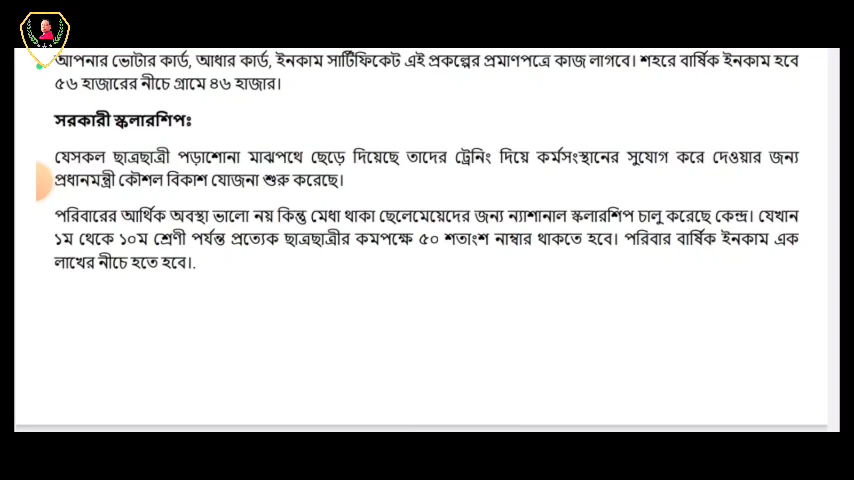 আপনার ভোটার কার্ড, আধার কার্ড, ইনকাম সার্টিফিকেট এই প্রকল্পের প্রমাণপত্রে কাজ লাগবে। শহরে বার্ষিক ইনকাম হবে
৫৬ হাজারের নীচে গ্রামে ৪৬ হাজার।
সরকারী স্কলারশিপঃ
যেসকল ছাত্রছাত্রী পড়াশোনা মাঝপথে ছেড়ে দিয়েছে তাদের ট্রেনিং দিয়ে কর্মসংস্থানের সুযোগ করে দেওয়ার জন্য
প্রধানমন্ত্রী কৌশল বিকাশ যোজনা শুরু করেছে।
পরিবারের আর্থিক অবস্থা ভালো নয় কিন্তু মেধা থাকা ছেলেমেয়েদের জন্য ন্যাশানাল স্কলারশিপ চালু করেছে কেন্দ্র। যেখান
১ম থেকে ১০ম শ্রেণী পর্যন্ত প্রত্যেক ছাত্রছাত্রীর কমপক্ষে ৫০ শতাংশ নাম্বার থাকতে হবে। পরিবার বার্ষিক ইনকাম এক
লাখের নীচে হতে হবে।.